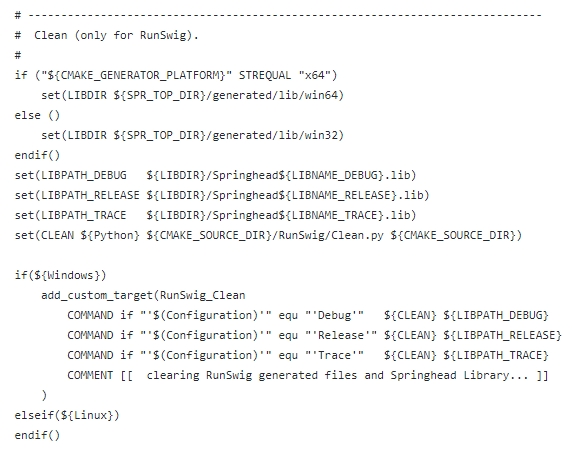 # ------------------------------------------------------------------------------
#  Clean (only for RunSwig).
#
if ("${CMAKE_GENERATOR_PLATFORM}" STREQUAL "x64")
    set(LIBDIR ${SPR_TOP_DIR}/generated/lib/win64)
else ()
    set(LIBDIR ${SPR_TOP_DIR}/generated/lib/win32)
endif()
set(LIBPATH_DEBUG   ${LIBDIR}/Springhead${LIBNAME_DEBUG}.lib)
set(LIBPATH_RELEASE ${LIBDIR}/Springhead${LIBNAME_RELEASE}.lib)
set(LIBPATH_TRACE   ${LIBDIR}/Springhead${LIBNAME_TRACE}.lib)
set(CLEAN ${Python} ${CMAKE_SOURCE_DIR}/RunSwig/Clean.py ${CMAKE_SOURCE_DIR})

if(${Windows})
    add_custom_target(RunSwig_Clean
        COMMAND if "'$(Configuration)'" equ "'Debug'"   ${CLEAN} ${LIBPATH_DEBUG}
        COMMAND if "'$(Configuration)'" equ "'Release'" ${CLEAN} ${LIBPATH_RELEASE}
        COMMAND if "'$(Configuration)'" equ "'Trace'"   ${CLEAN} ${LIBPATH_TRACE}
        COMMENT [[  clearing RunSwig generated files and Springhead Library... ]]
    )
elseif(${Linux})
endif()